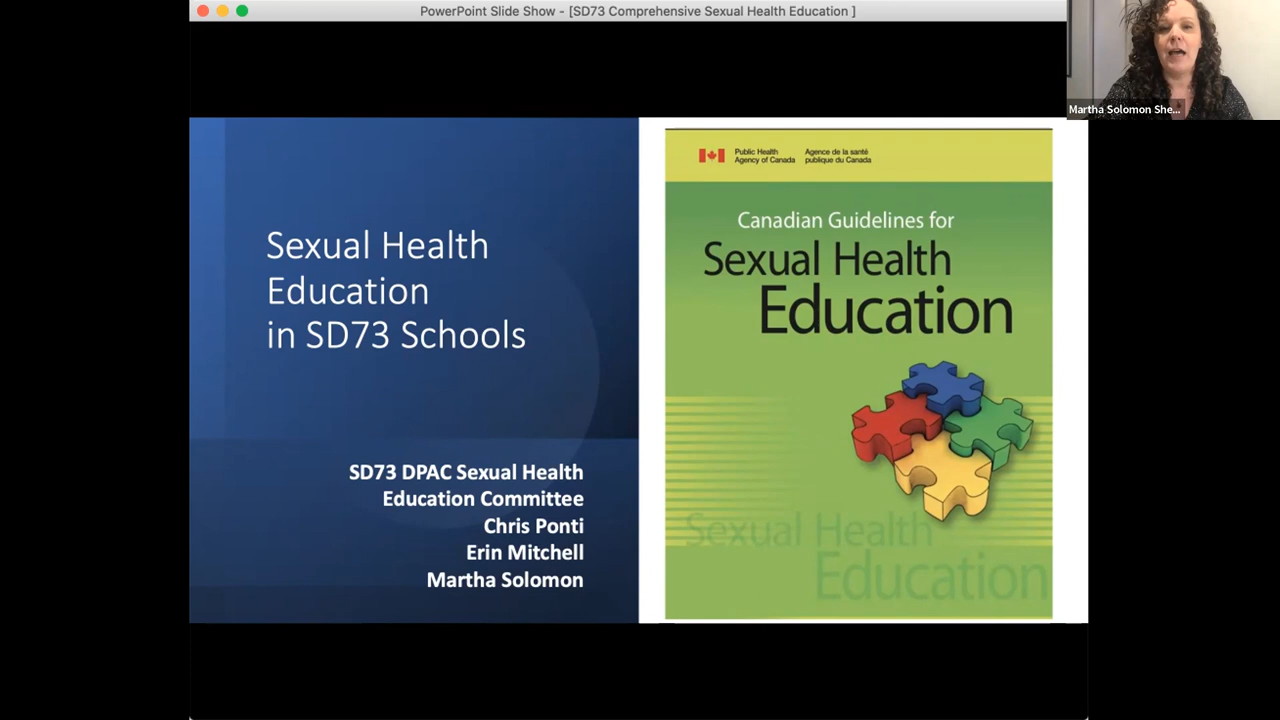 PowerPoint Slide Show - [SD73 Comprehensive Sexual Health Education ]
Martha Solomon She...
Sexual Health
Education
in SD73 Schools
SD73 DPAC Sexual Health
Education Committee
Chris Ponti
Erin Mitchell
Martha Solomon
Public Health
Agency of Canada
Agence de la santé
publique du Canada
Canadian Guidelines for
Sexual Health
Education
Sexual Health
Education